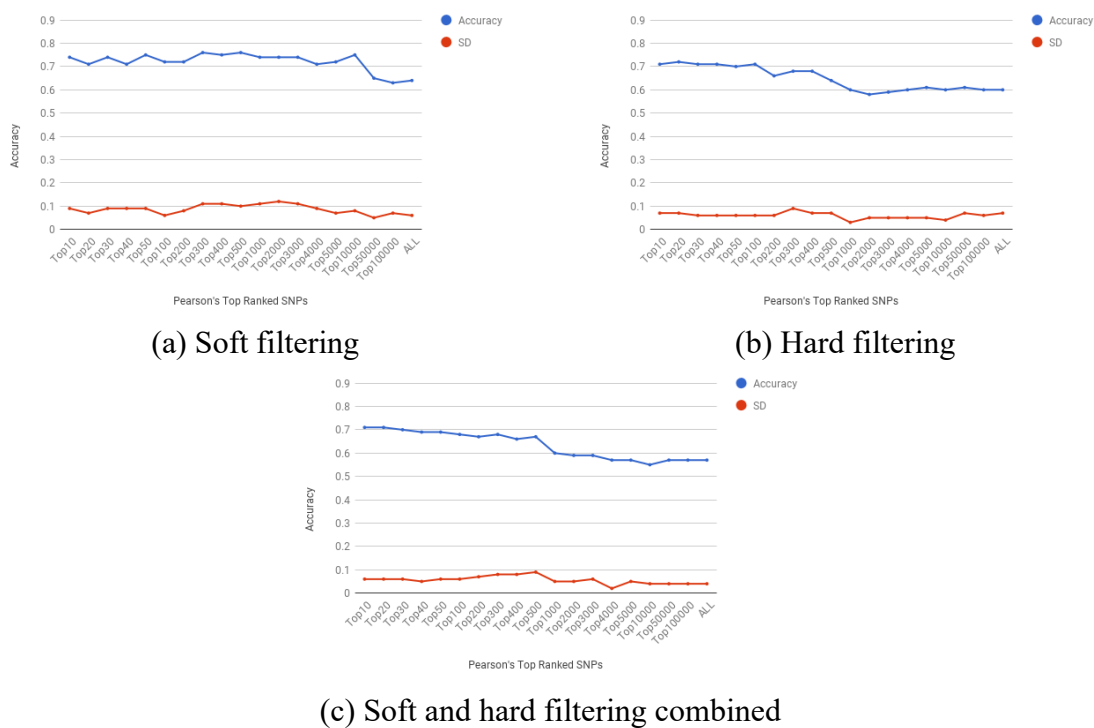 0.9
0.8
0.7
0.6
0.5
0.4
0.3
0.2
0.1
0
Accuracy
Accuracy
SD
Top10
Top20
Top30
Top40
Top50
Top100
Top200
Top300
Top400
Top500
Top1000
Top2000
Top3000
Top4000
Top5000
Top10000
Top50000
Top100000
ALL
Pearson's Top Ranked SNPs
(a) Soft filtering
0.9
0.8
0.7
0.6
0.5
0.4
0.3
0.2
0.1
0
Accuracy
Accuracy
SD
Top10
Top20
Top30
Top40
Top50
Top100
Top200
Top300
Top400
Top500
Top1000
Top2000
Top3000
Top4000
Top5000
Top10000
Top50000
Top100000
ALL
Pearson's Top Ranked SNPs
(b) Hard filtering
0.9
0.8
0.7
0.6
0.5
0.4
0.3
0.2
0.1
0
Accuracy
Accuracy
SD
Top10
Top20
Top30
Top40
Top50
Top100
Top200
Top300
Top400
Top500
Top1000
Top2000
Top3000
Top4000
Top5000
Top10000
Top50000
Top100000
ALL
Pearson's Top Ranked SNPs
(c) Soft and hard filtering combined